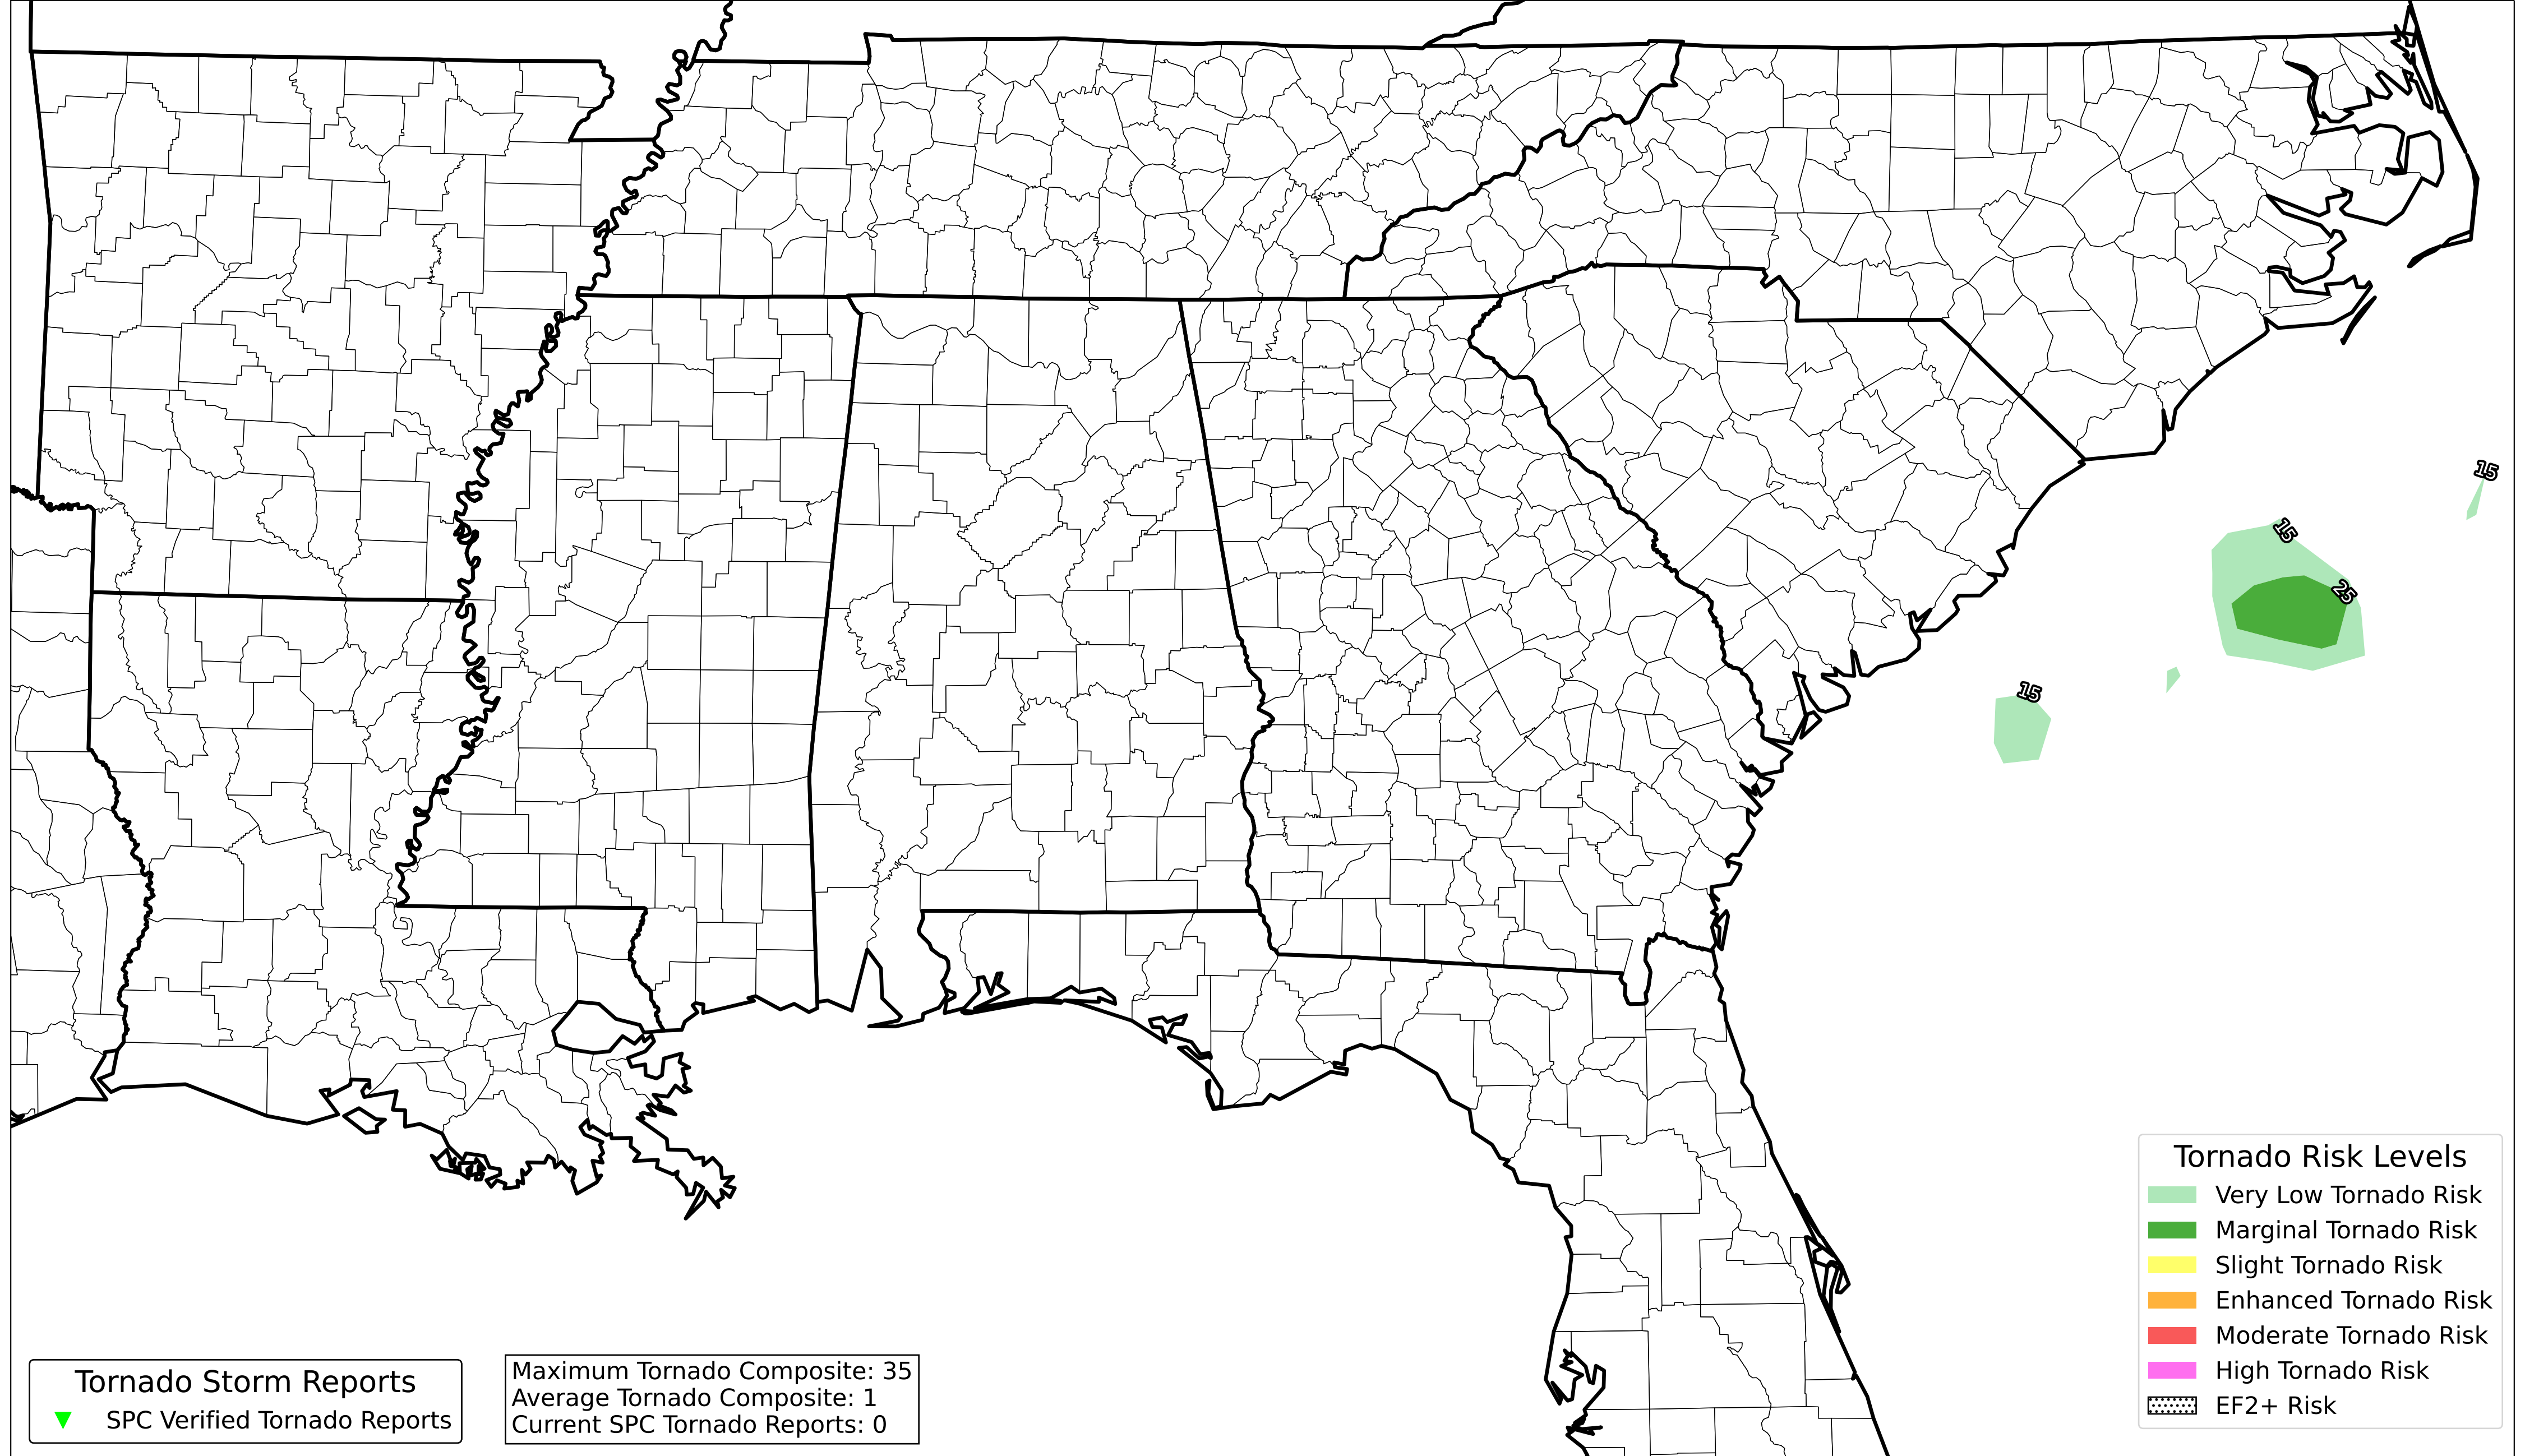 15
15
25
15
Tornado Risk Levels
Very Low Tornado Risk
Marginal Tornado Risk
Slight Tornado Risk
Enhanced Tornado Risk
Moderate Tornado Risk
High Tornado Risk
EF2+ Risk
Tornado Storm Reports
SPC Verified Tornado Reports
Maximum Tornado Composite: 35
Average Tornado Composite: 1
Current SPC Tornado Reports: 0